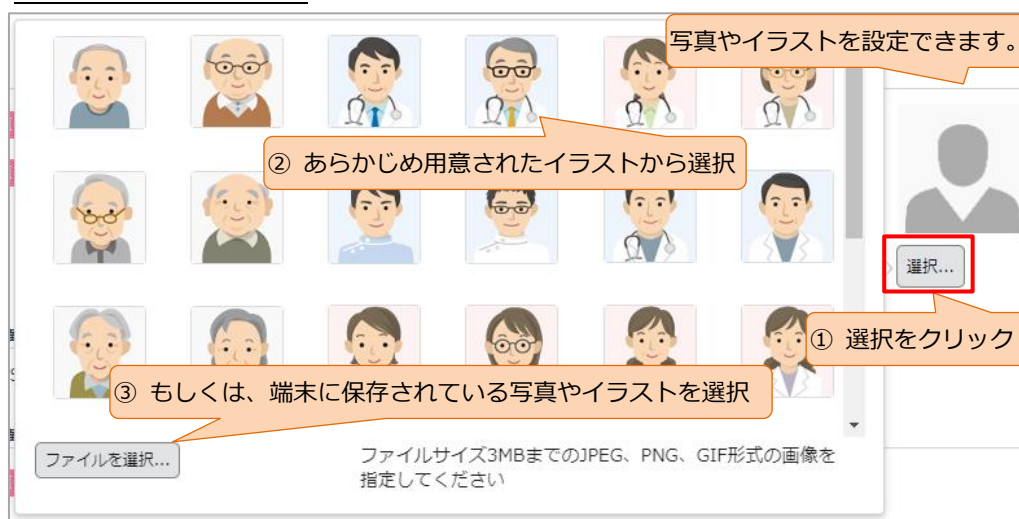 写真やイラストを設定できます。
② あらかじめ用意されたイラストから選択
選択...
① 選択をクリック
③ もしくは、端末に保存されている写真やイラストを選択
ファイルを選択...
ファイルサイズ3MBまでのJPEG、PNG、GIF形式の画像を
指定してください